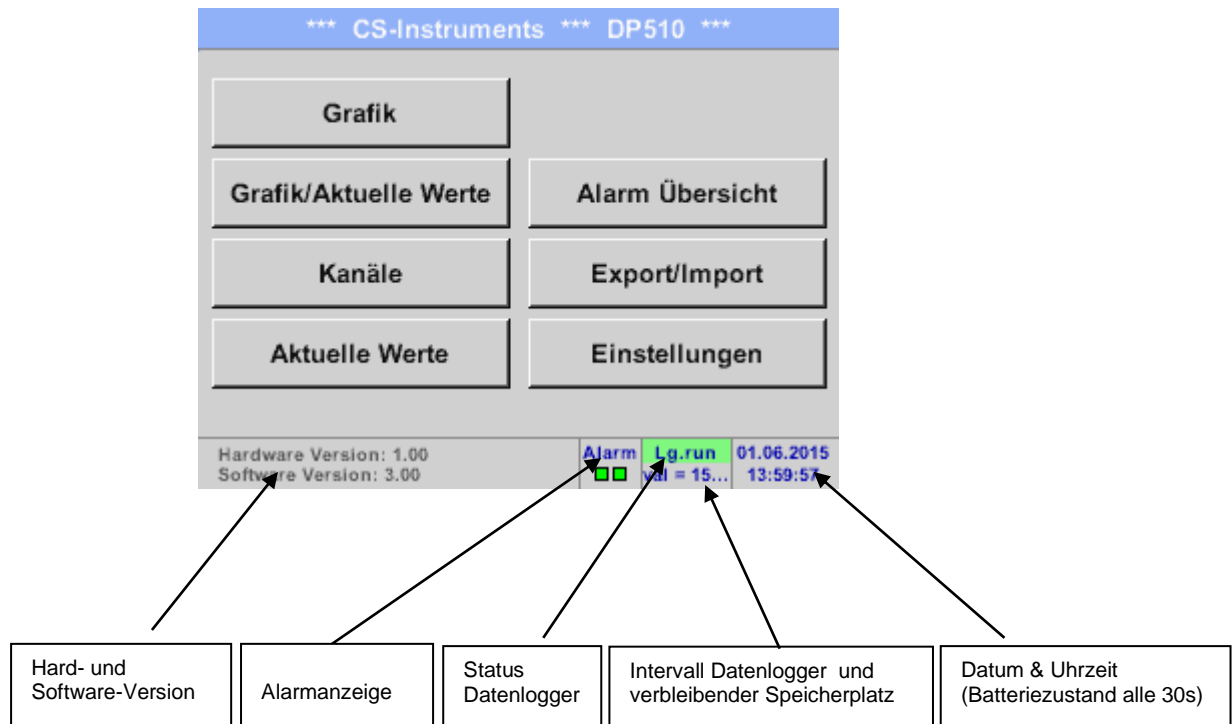 *** CS-Instruments *** DP510 ***
Grafik
Grafik/Aktuelle Werte
Alarm Übersicht
Kanäle
Export/Import
Aktuelle Werte
Einstellungen
Hardware Version: 1.00
Software Version: 3.00
Alarm
Lg.run
val = 15...
01.06.2015
13:59:57
Hard- und
Software-Version
Alarmanzeige
Status
Datenlogger
Intervall Datenlogger und
verbleibender Speicherplatz
Datum & Uhrzeit
(Batteriezustand alle 30s)